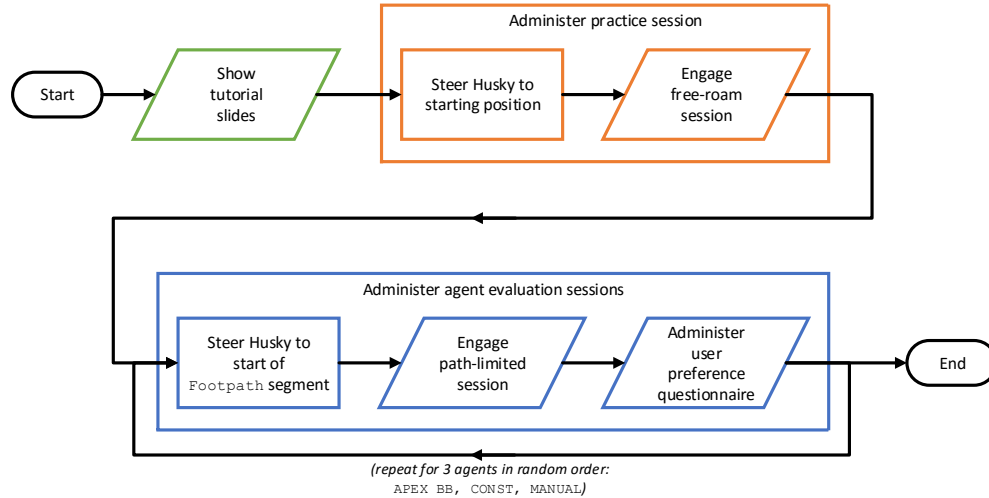 Administer practice session
Start
Show
tutorial
slides
Steer Husky to
starting position
Engage
free-roam
session
Administer agent evaluation sessions
Steer Husky to
start of
Footpath segment
Engage
path-limited
session
Administer
user
preference
questionnaire
End
(repeat for 3 agents in random order:
APEX BB, CONST, MANUAL)